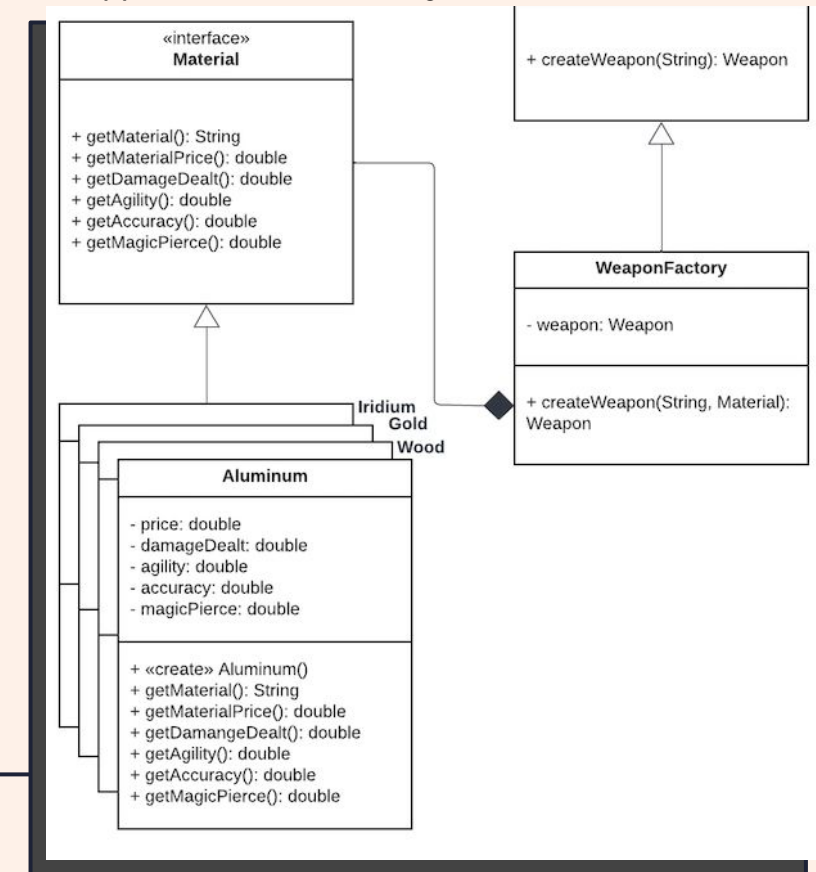 «interface»
Material
+ getMaterial(): String
+ getMaterialPrice(): double
+ getDamageDealt(): double
+ getAgility(): double
+ getAccuracy(): double
+ getMagicPierce(): double
+ createWeapon(String): Weapon
WeaponFactory
- weapon: Weapon
+ createWeapon(String, Material):
Weapon
Iridium
Gold
Wood
Aluminum
- price: double
- damageDealt: double
- agility: double
- accuracy: double
- magicPierce: double
+ «create» Aluminum()
+ getMaterial(): String
+ getMaterialPrice(): double
+ getDamangeDealt(): double
+ getAgility(): double
+ getAccuracy(): double
+ getMagicPierce(): double